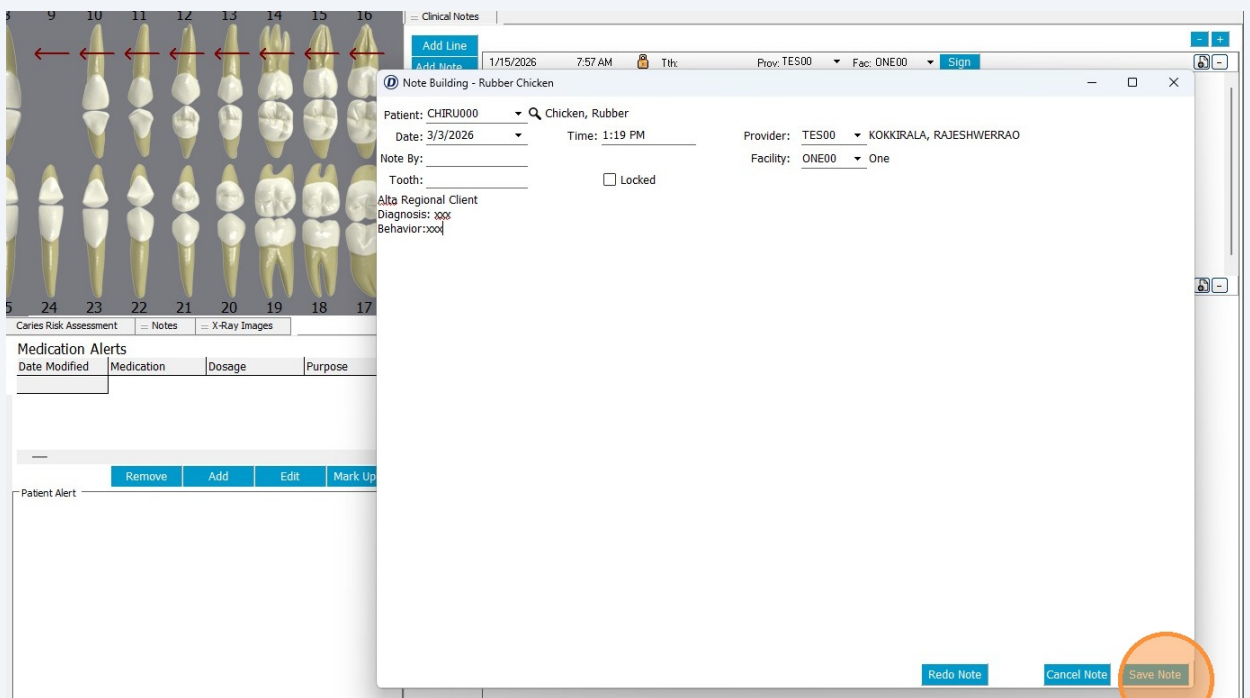 9 10 11 12 13 14 15 16
Clinical Notes
Add Line
Add Note
1/15/2026 7:57 AM Tth: Prov: TES00 Fac: ONE00 Sign
- +
Note Building - Rubber Chicken
Patient: CHIRU000 Chicken, Rubber
Date: 3/3/2026 Time: 1:19 PM Provider: TES00 KOKKIRALA, RAJESHWERRAO
Note By: Facility: ONE00 One
Tooth: Locked
Alta Regional Client
Diagnosis: xxx
Behavior:xxx
24 23 22 21 20 19 18 17
Caries Risk Assessment Notes X-Ray Images
Medication Alerts
Date Modified Medication Dosage Purpose
Remove Add Edit Mark Up
Patient Alert
Redo Note Cancel Note Save Note